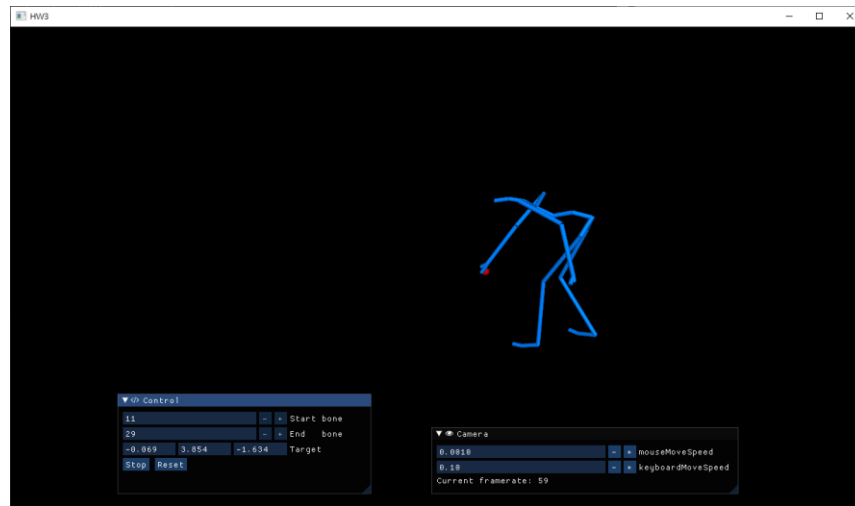 HW3
Control
11 - + Start bone
29 - + End bone
-0.069 3.854 -1.634 Target
Stop Reset
Camera
0.0010 - + mouseMoveSpeed
0.10 - + keyboardMoveSpeed
Current framerate: 59